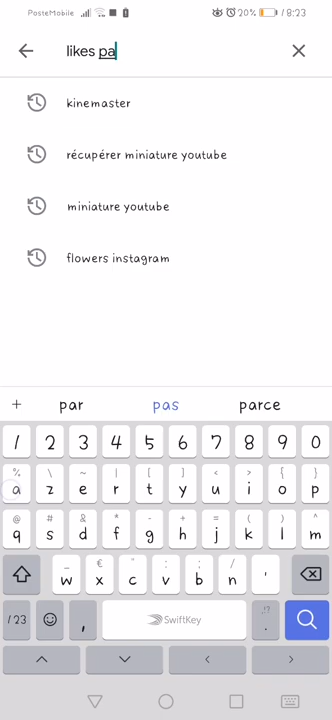 PosteMobile 20% 8:23
likes pa
kinemaster
récupérer miniature youtube
miniature youtube
flowers instagram
+ par pas parce
1 2 3 4 5 6 7 8 9 0
% \ ~ | [ ] < > { }
a z e r t y u i o p
@ # & * - + = ( ) ^
q s d f g h j k l m
_ € " : ; /
w x c v b n '
,!?
123 , SwiftKey .